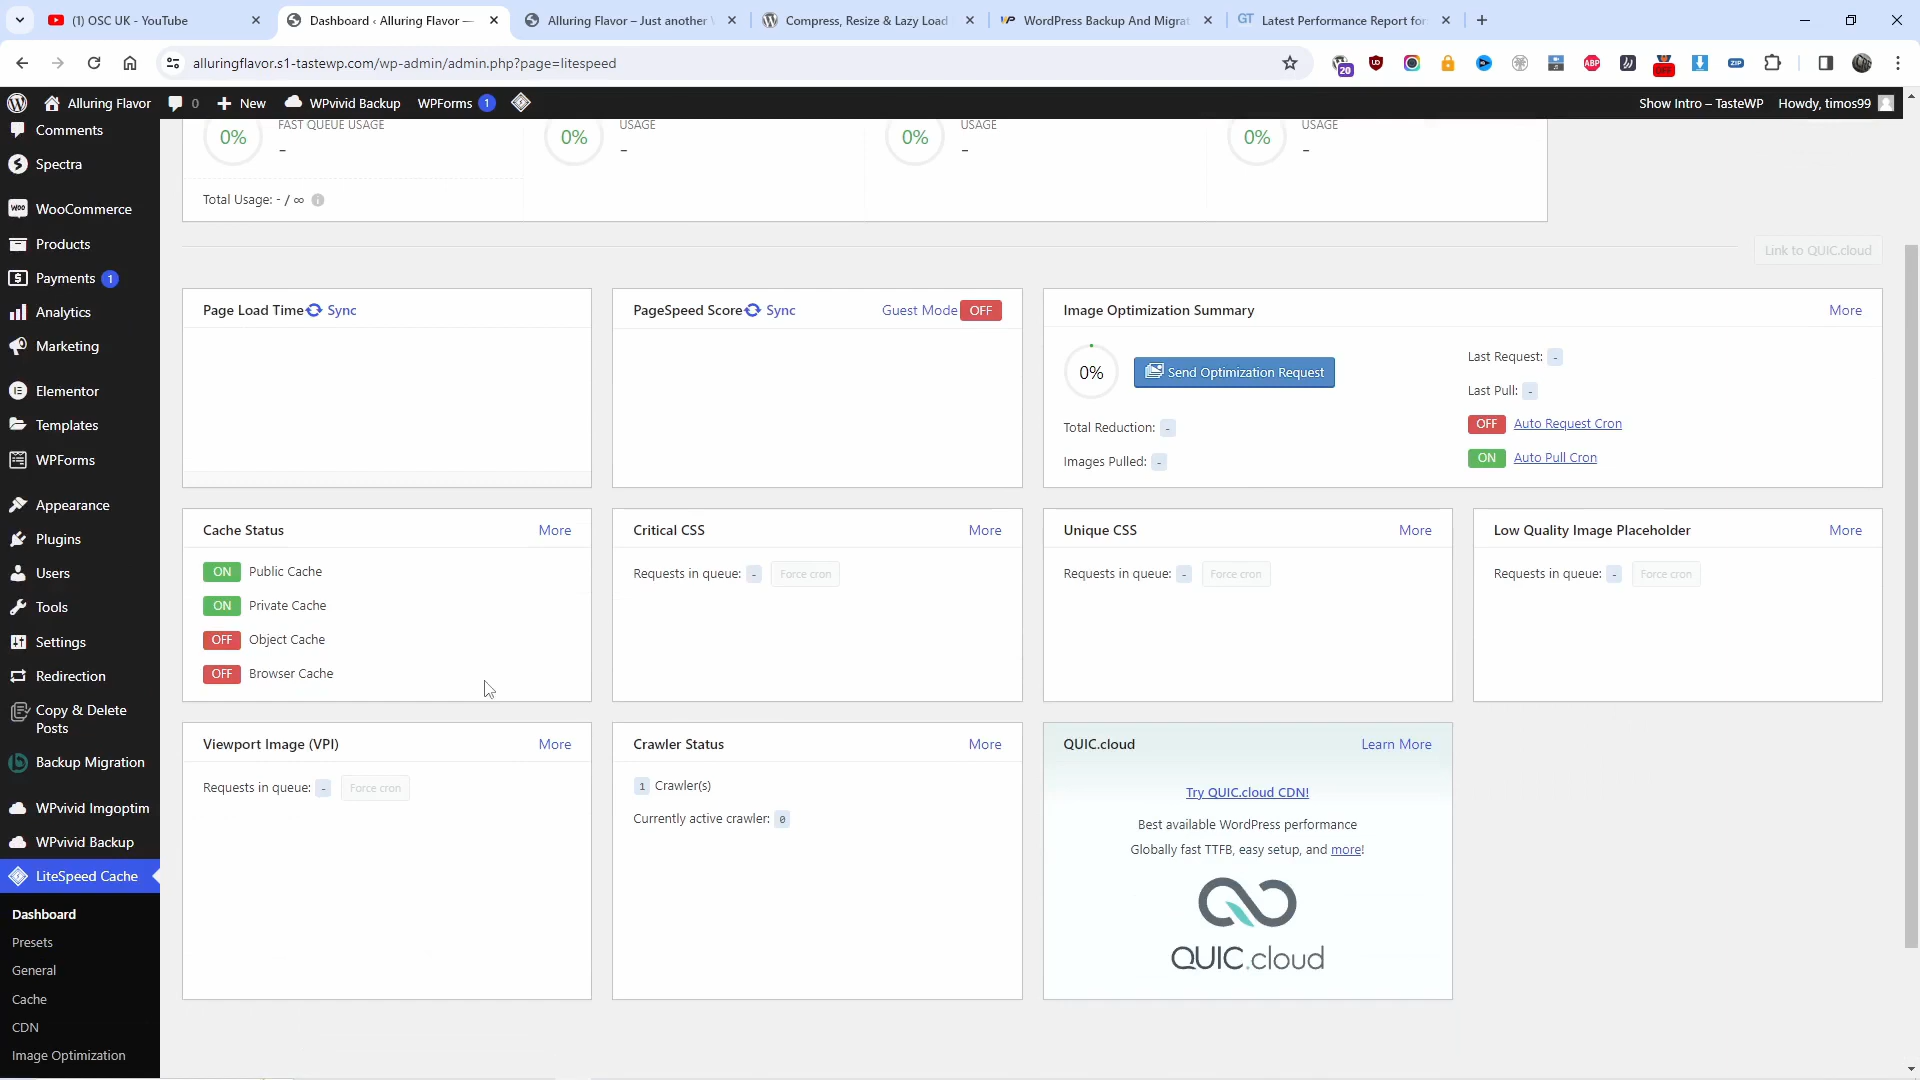 (1) OSC UK - YouTube
Dashboard ‹ Alluring Flavor —
Alluring Flavor – Just another
Compress, Resize & Lazy Load
WordPress Backup And Migrat
Latest Performance Report for
alluringflavor.s1-tastewp.com/wp-admin/admin.php?page=litespeed
20
ABP
OFF
ZIP
Alluring Flavor
0
New
WPvivid Backup
WPForms
1
Show Intro – TasteWP
Howdy, timos99
Comments
Spectra
WooCommerce
Products
Payments
1
Analytics
Marketing
Elementor
Templates
WPForms
Appearance
Plugins
Users
Tools
Settings
Redirection
Copy & Delete
Posts
Backup Migration
WPvivid Imgoptim
WPvivid Backup
LiteSpeed Cache
Dashboard
Presets
General
Cache
CDN
Image Optimization
0%
FAST QUEUE USAGE
-
0%
USAGE
-
0%
USAGE
-
0%
USAGE
-
Total Usage: - / ∞
Link to QUIC.cloud
Page Load Time Sync
PageSpeed Score Sync
Guest Mode OFF
Image Optimization Summary
More
0%
Send Optimization Request
Total Reduction: -
Images Pulled: -
Last Request: -
Last Pull: -
OFF Auto Request Cron
ON Auto Pull Cron
Cache Status
More
ON Public Cache
ON Private Cache
OFF Object Cache
OFF Browser Cache
Critical CSS
More
Requests in queue: - Force cron
Unique CSS
More
Requests in queue: - Force cron
Low Quality Image Placeholder
More
Requests in queue: - Force cron
Viewport Image (VPI)
More
Requests in queue: - Force cron
Crawler Status
More
1 Crawler(s)
Currently active crawler: 0
QUIC.cloud
Learn More
Try QUIC.cloud CDN!
Best available WordPress performance
Globally fast TTFB, easy setup, and more!
QUIC.cloud